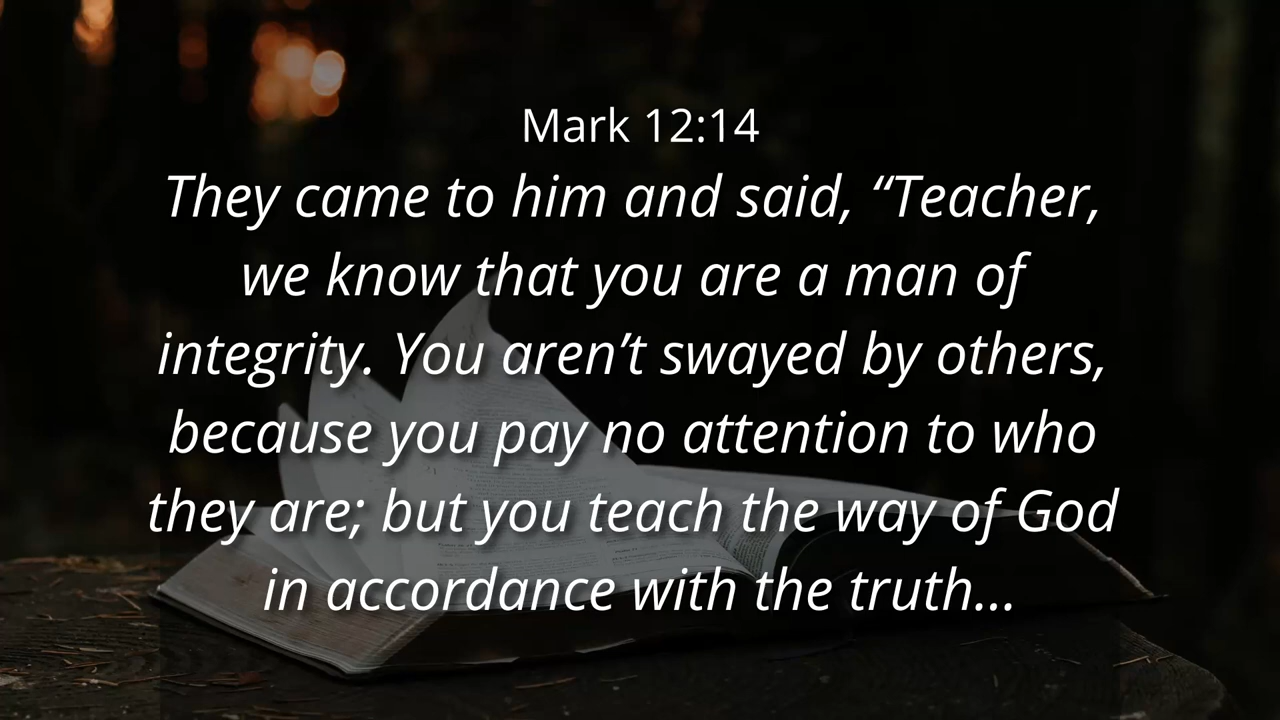 Mark 12:14
They came to him and said, “Teacher,
we know that you are a man of
integrity. You aren’t swayed by others,
because you pay no attention to who
they are; but you teach the way of God
in accordance with the truth...